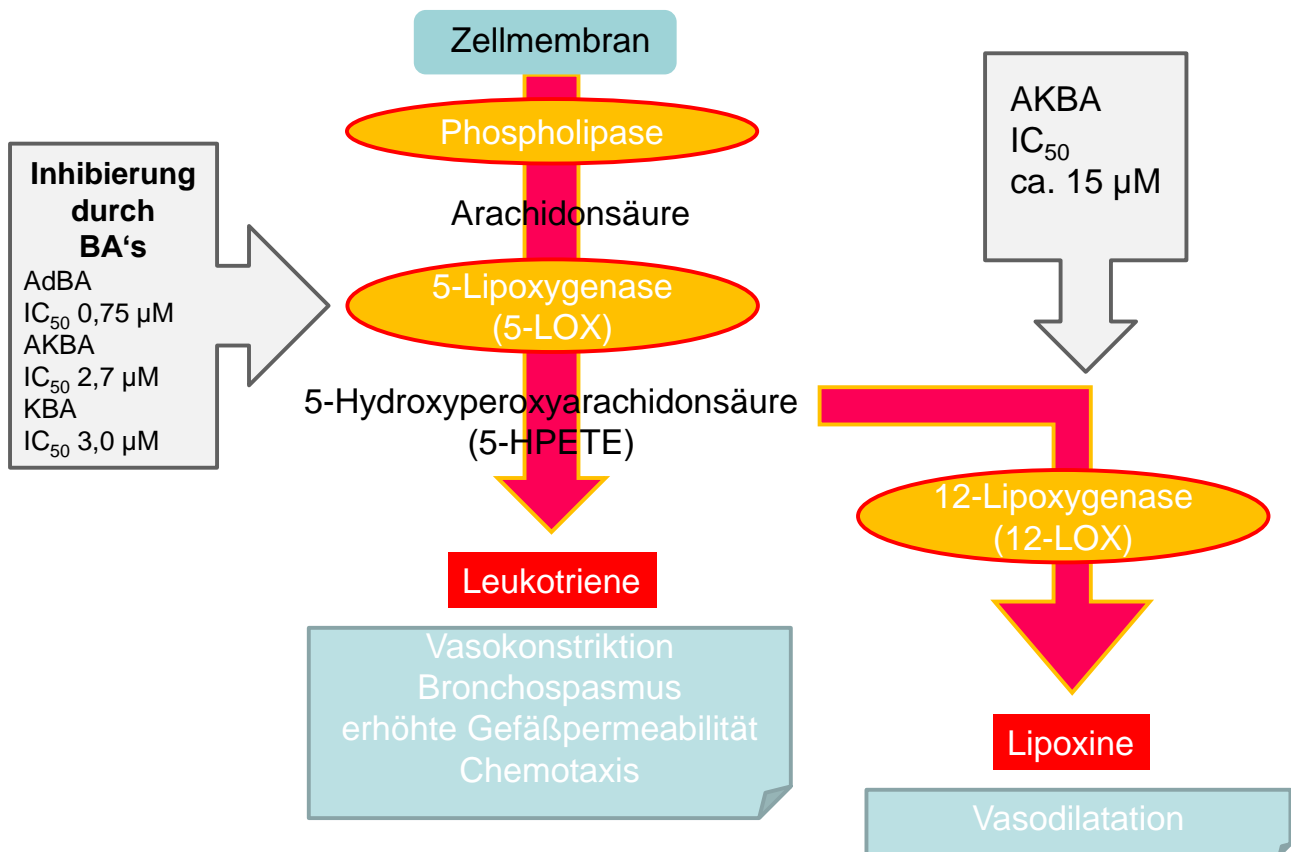 Zellmembran
Phospholipase
Arachidonsäure
Inhibierung
durch
BA‘s
AdBA
IC₅₀ 0,75 µM
AKBA
IC₅₀ 2,7 µM
KBA
IC₅₀ 3,0 µM
5-Lipoxygenase
(5-LOX)
5-Hydroxyperoxyarachidonsäure
(5-HPETE)
Leukotriene
Vasokonstriktion
Bronchospasmus
erhöhte Gefäßpermeabilität
Chemotaxis
AKBA
IC₅₀
ca. 15 µM
12-Lipoxygenase
(12-LOX)
Lipoxine
Vasodilatation